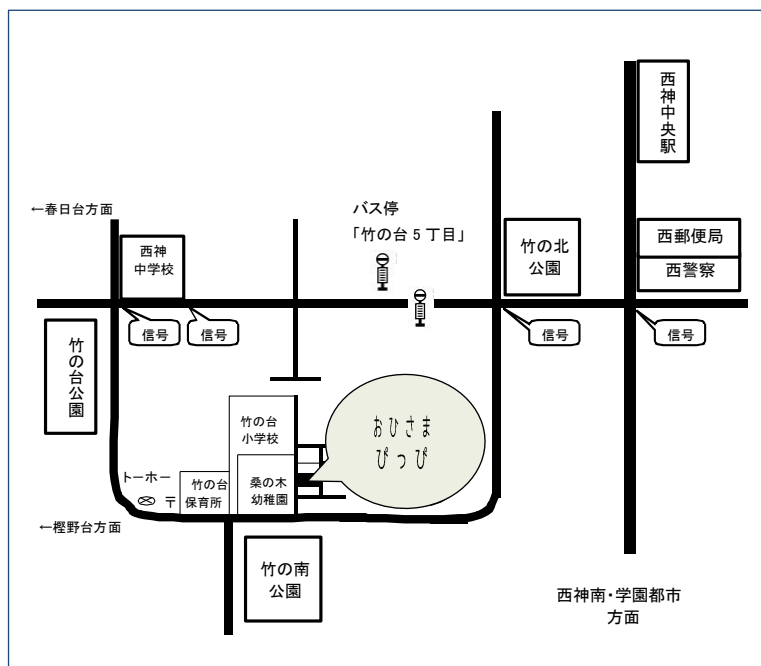 西神中央駅
←春日台方面
バス停
「竹の台5丁目」
西神
中学校
竹の北
公園
西郵便局
西警察
信号
信号
信号
信号
竹の台公園
竹の台
小学校
おひさま
ぴっぴ
トーホー
〒
竹の台
保育所
桑の木
幼稚園
←樫野台方面
竹の南
公園
西神南・学園都市
方面